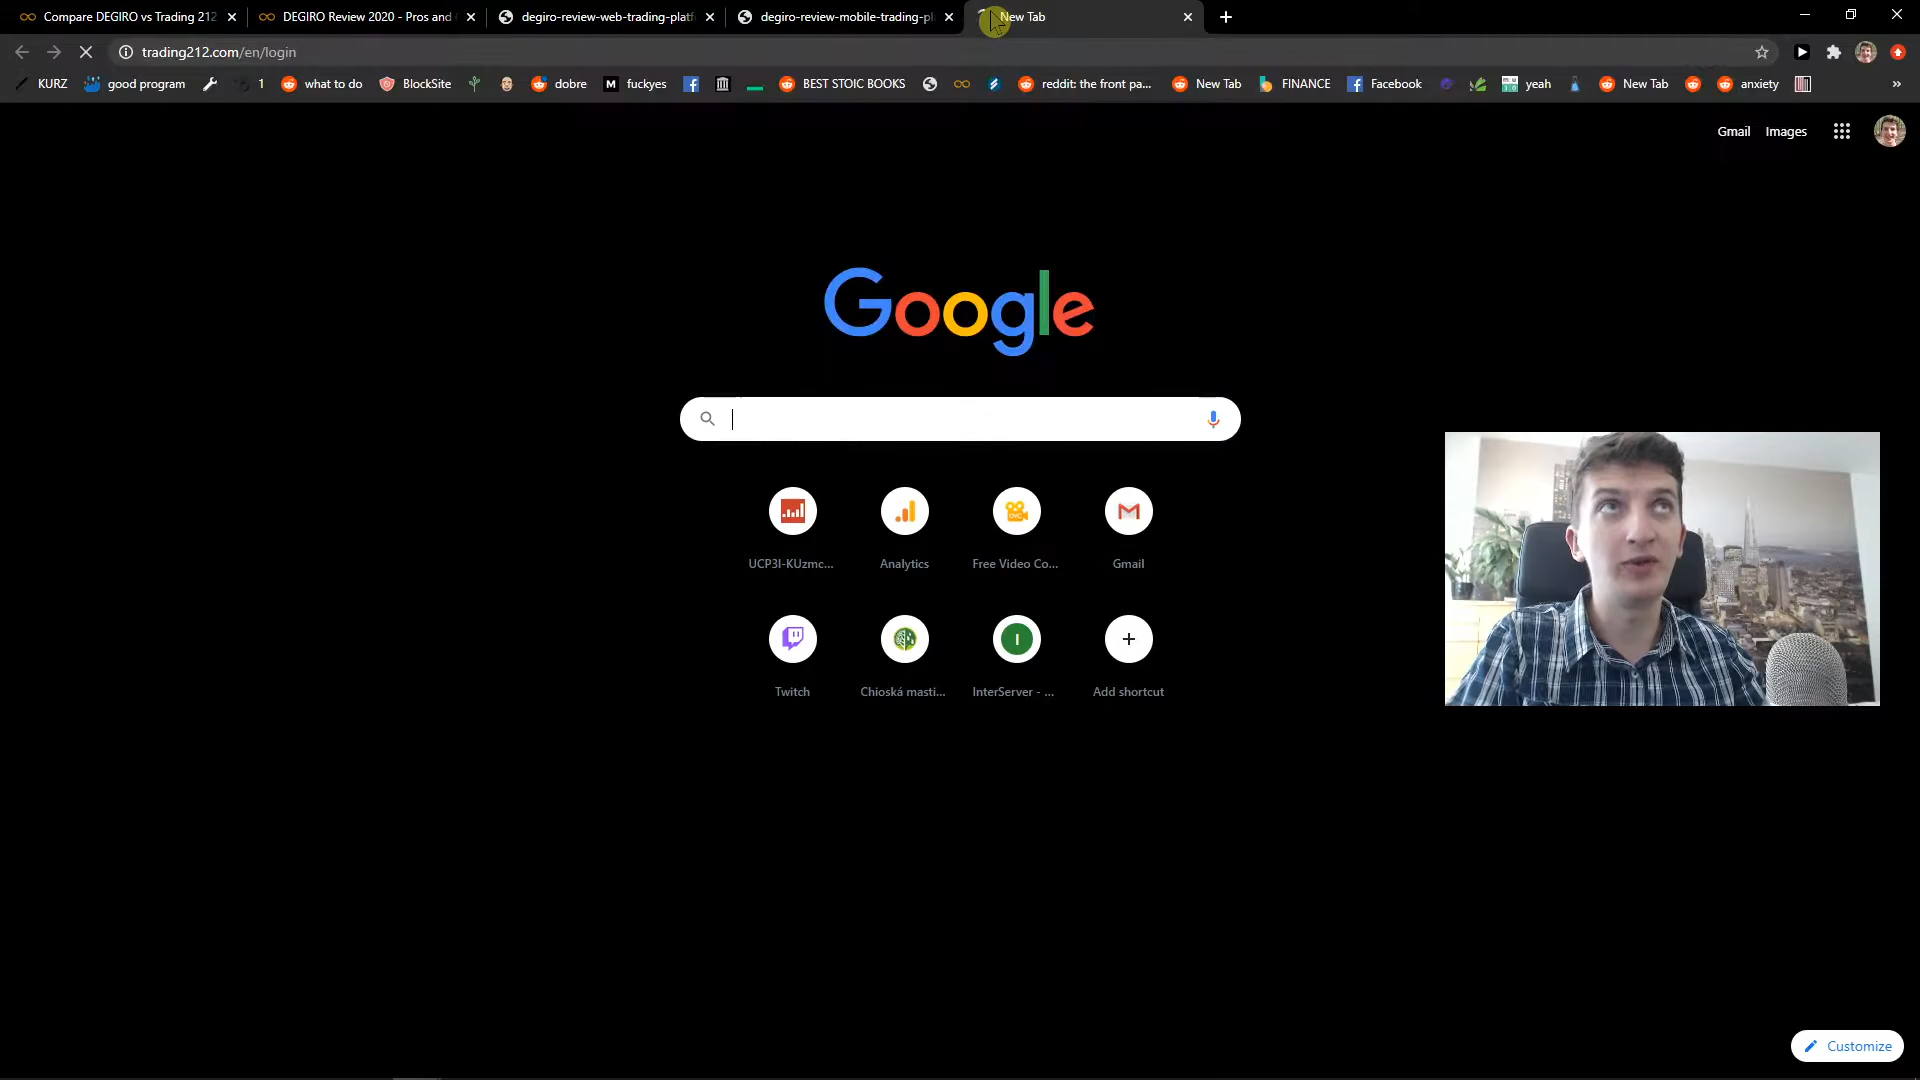 Compare DEGIRO vs Trading 212
DEGIRO Review 2020 - Pros and
degiro-review-web-trading-platf
degiro-review-mobile-trading-pl
New Tab
trading212.com/en/login
KURZ
good program
1
what to do
BlockSite
dobre
M
fuckyes
BEST STOIC BOOKS
reddit: the front pa...
New Tab
FINANCE
Facebook
yeah
New Tab
anxiety
»
Gmail
Images
Google
UCP3I-KUzmc...
Analytics
Free Video Co...
Gmail
I
Twitch
Chioská masti...
InterServer - ...
Add shortcut
Customize